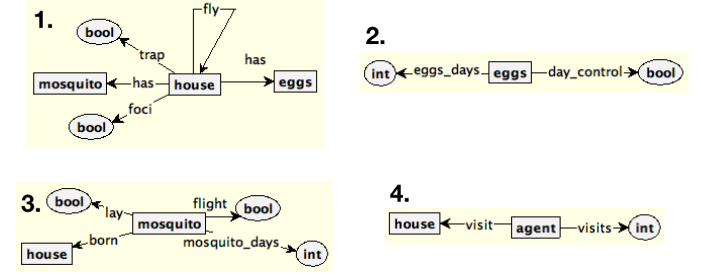 1.
fly
bool
trap
has
mosquito
has
house
eggs
foci
bool
2.
int
eggs_days
eggs
day_control
bool
3.
bool
lay
flight
bool
mosquito
born
mosquito_days
house
int
4.
house
visit
agent
visits
int